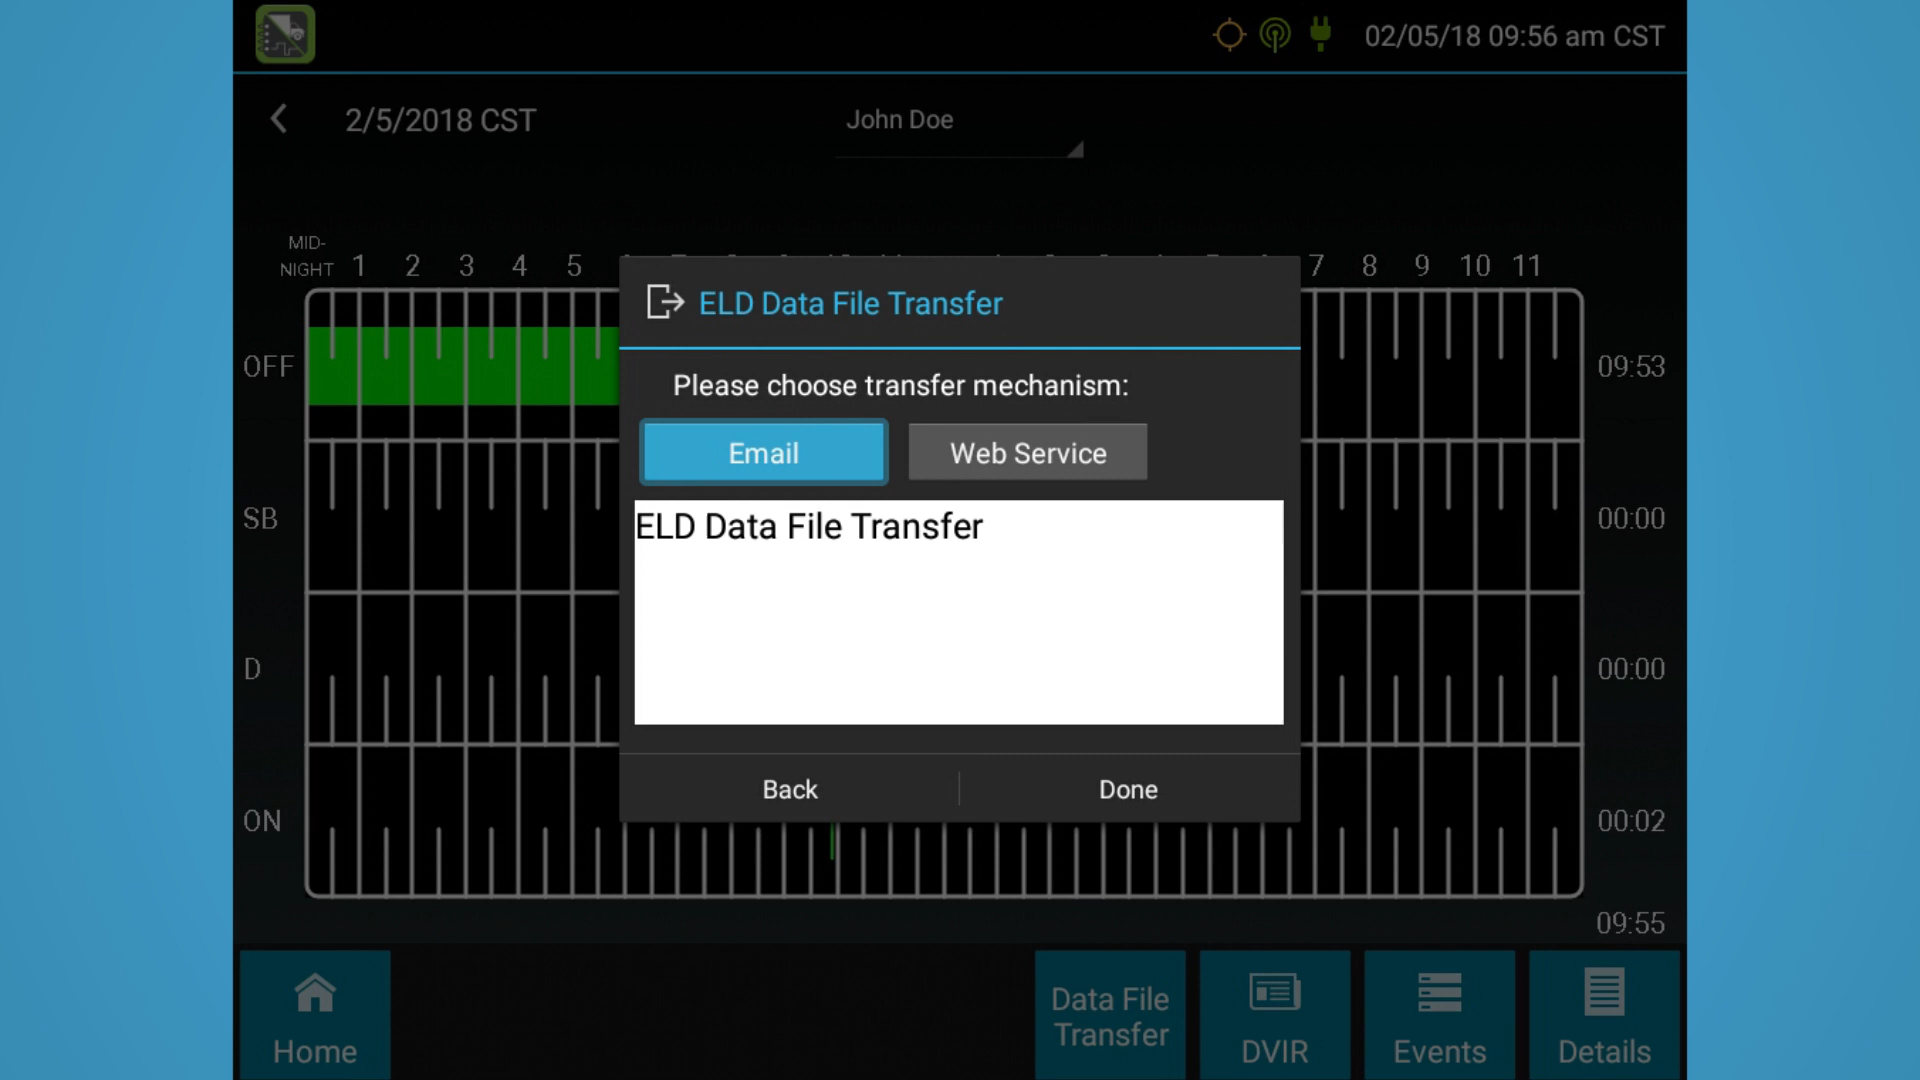 02/05/18 09:56 am CST
2/5/2018 CST
John Doe
MID-
NIGHT 1 2 3 4 5 7 8 9 10 11
ELD Data File Transfer
OFF 09:53
Please choose transfer mechanism:
Email Web Service
SB 00:00
ELD Data File Transfer
D 00:00
Back Done
ON 00:02
09:55
Home
Data File
Transfer
DVIR
Events
Details